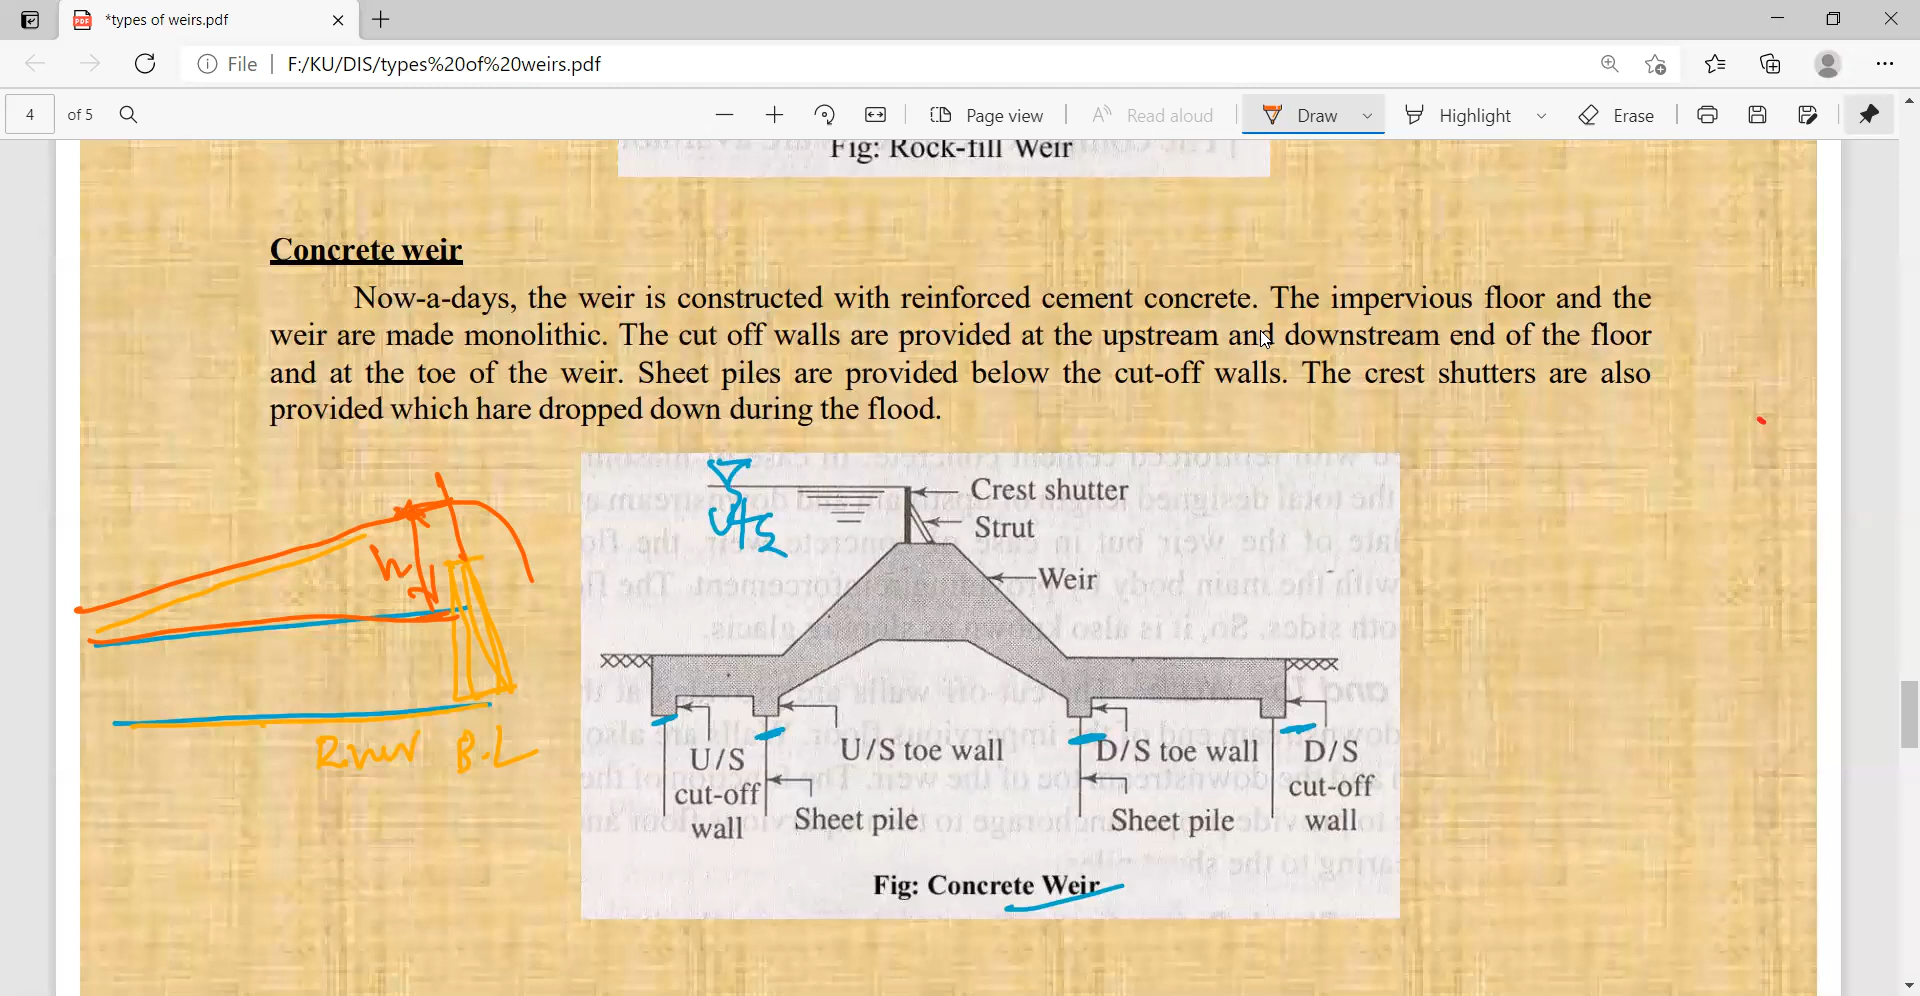 *types of weirs.pdf
File F:/KU/DIS/types%20of%20weirs.pdf
4 of 5 Page view Read aloud Draw Highlight Erase
Fig: Rock-fill Weir
Concrete weir
Now-a-days, the weir is constructed with reinforced cement concrete. The impervious floor and the
weir are made monolithic. The cut off walls are provided at the upstream and downstream end of the floor
and at the toe of the weir. Sheet piles are provided below the cut-off walls. The crest shutters are also
provided which hare dropped down during the flood.
U/S
Crest shutter
Strut
h
Weir
River B.L
U/S
cut-off
wall
U/S toe wall
Sheet pile
D/S toe wall
Sheet pile
D/S
cut-off
wall
Fig: Concrete Weir